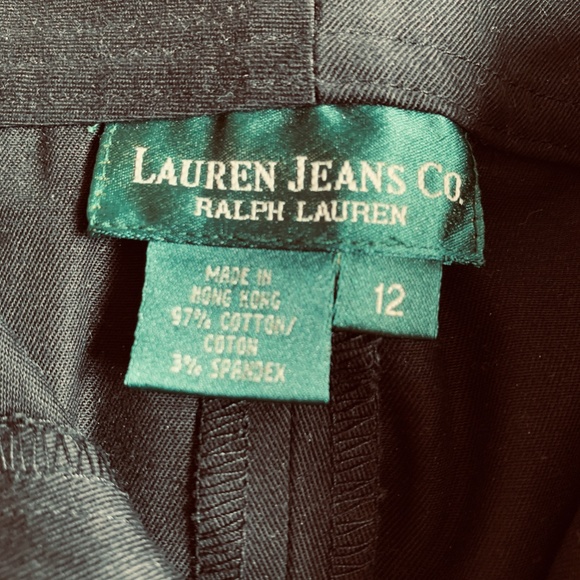 LAUREN JEANS CO.
RALPH LAUREN
MADE IN
HONG KONG
97% COTTON/
COTON
3% SPANDEX
12